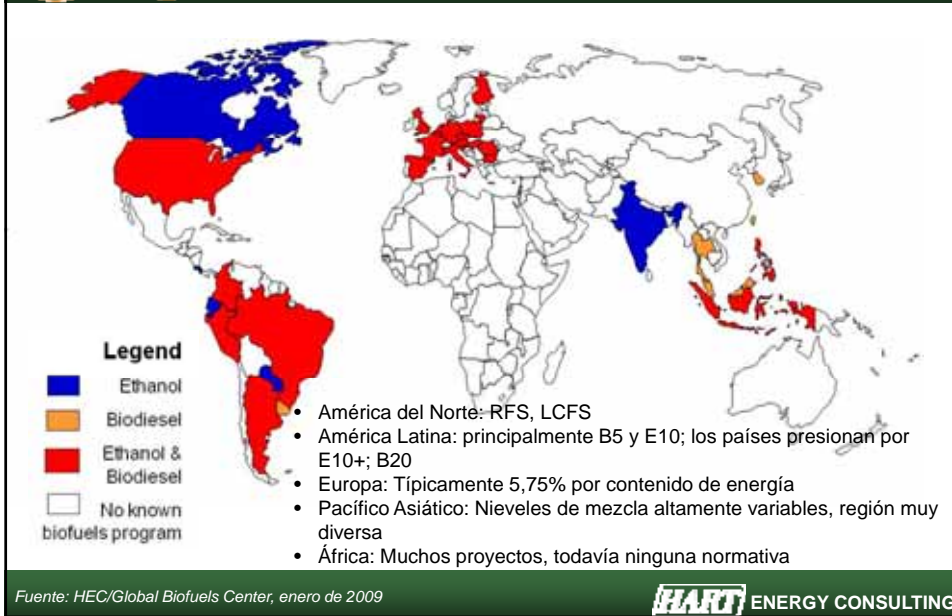 Legend
Ethanol
Biodiesel
Ethanol &
Biodiesel
No known
biofuels program
• América del Norte: RFS, LCFS
• América Latina: principalmente B5 y E10; los países presionan por
E10+; B20
• Europa: Típicamente 5,75% por contenido de energía
• Pacífico Asiático: Nieveles de mezcla altamente variables, región muy
diversa
• África: Muchos proyectos, todavía ninguna normativa
Fuente: HEC/Global Biofuels Center, enero de 2009
HART ENERGY CONSULTING